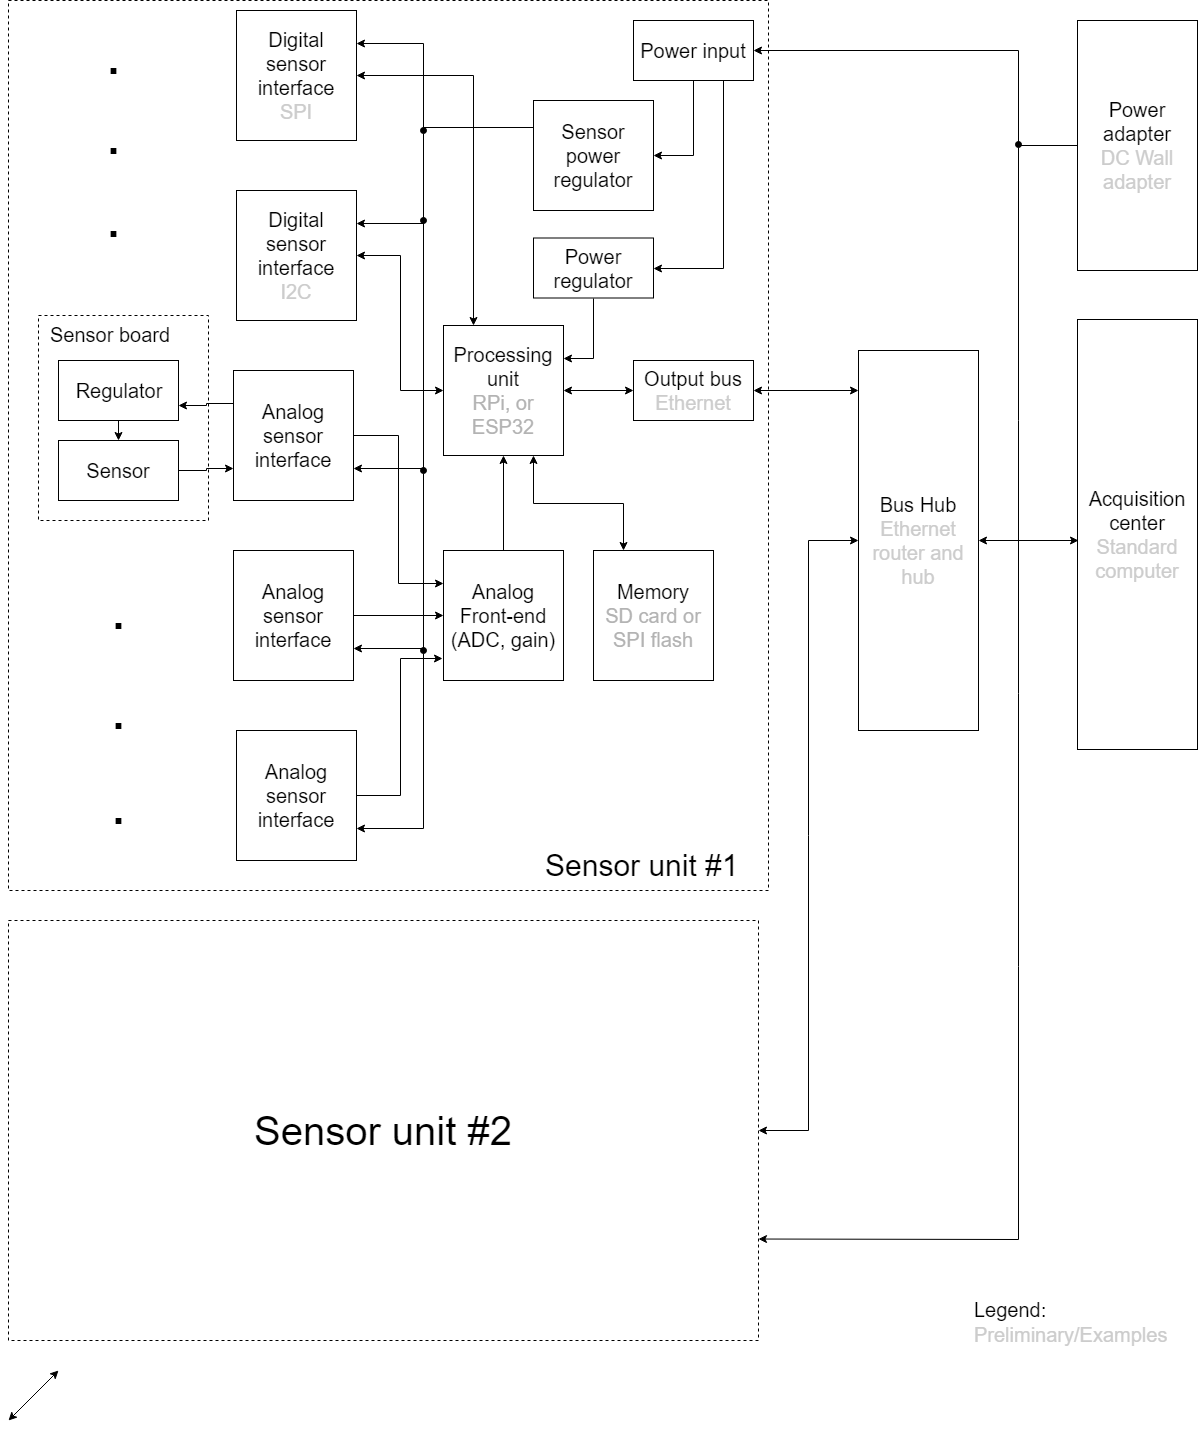 Digital
sensor
interface
SPI
Power input
Sensor
power
regulator
Power
adapter
DC Wall
adapter
Digital
sensor
interface
I2C
Power
regulator
Sensor board
Regulator
Sensor
Analog
sensor
interface
Processing
unit
RPi, or
ESP32
Output bus
Ethernet
Bus Hub
Ethernet
router and
hub
Acquisition
center
Standard
computer
Analog
sensor
interface
Analog
Front-end
(ADC, gain)
Memory
SD card or
SPI flash
Analog
sensor
interface
Sensor unit #1
Sensor unit #2
Legend:
Preliminary/Examples